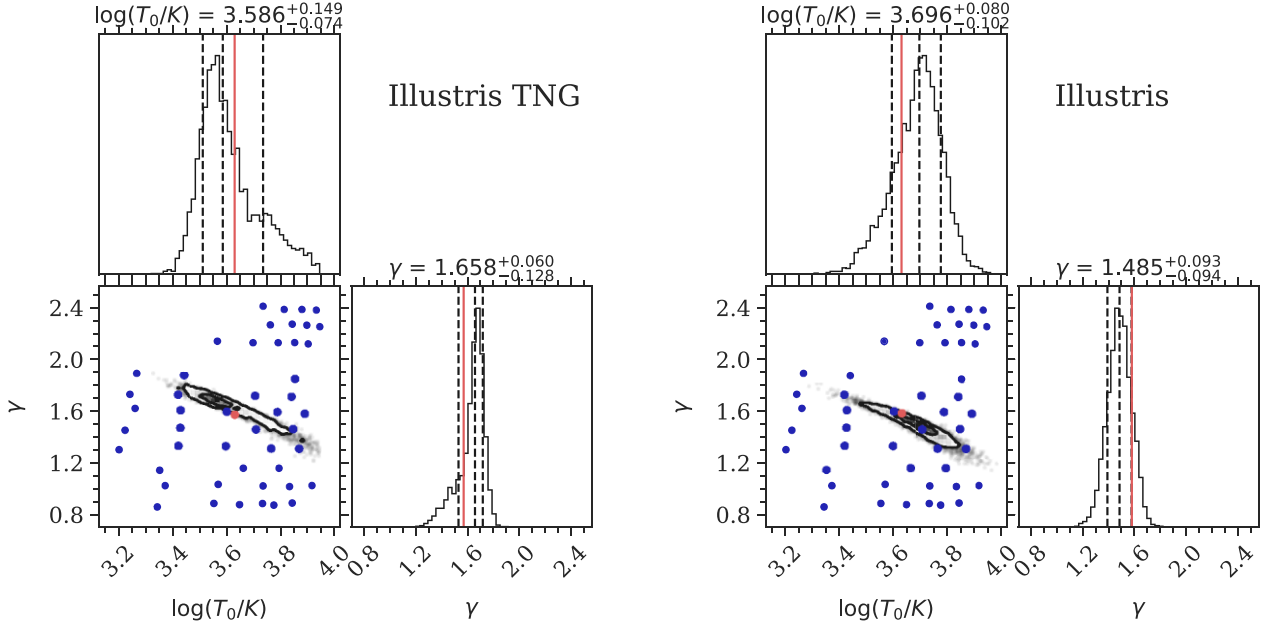 log(T₀/K) = 3.586+0.149−0.074
log(T₀/K) = 3.696+0.080−0.102
Illustris TNG
Illustris
γ = 1.658+0.060−0.128
γ = 1.485+0.093−0.094
2.4
2.0
1.6
1.2
0.8
γ
3.2 3.4 3.6 3.8 4.0
log(T₀/K)
0.8 1.2 1.6 2.0 2.4
γ
2.4
2.0
1.6
1.2
0.8
γ
3.2 3.4 3.6 3.8 4.0
log(T₀/K)
0.8 1.2 1.6 2.0 2.4
γ